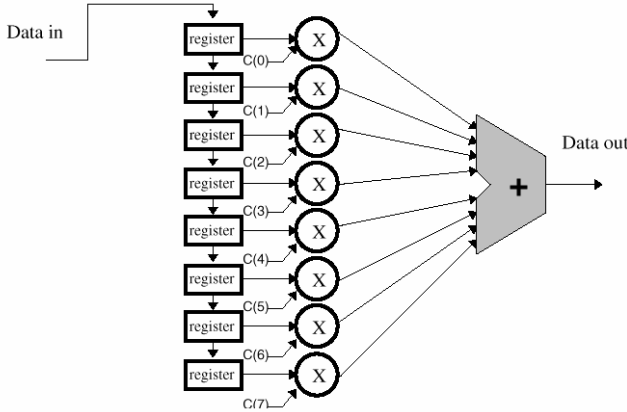 Data in
register
X
C(0)
register
X
C(1)
register
X
C(2)
register
X
C(3)
register
X
C(4)
register
X
C(5)
register
X
C(6)
register
X
C(7)
+
Data out